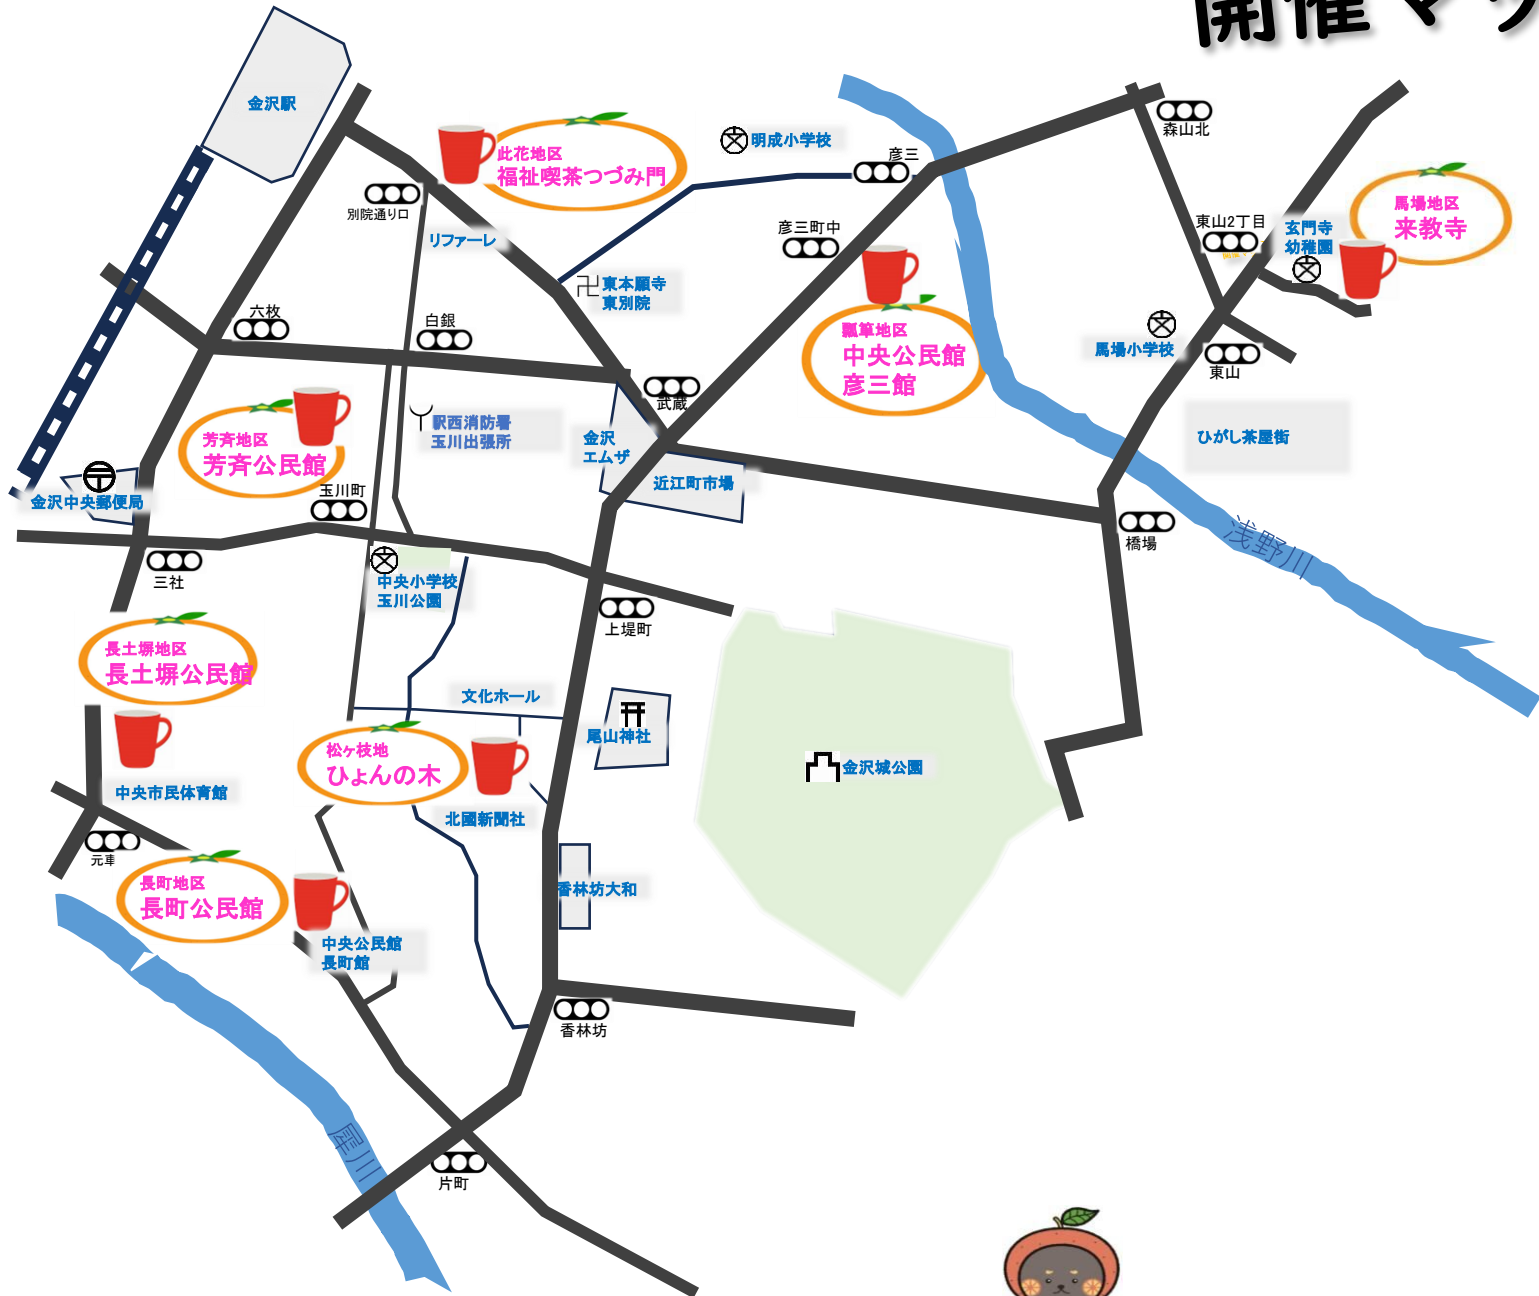 開催マッ
金沢駅
此花地区
福祉喫茶つづみ門
明成小学校
彦三
森山北
別院通り口
リファーレ
彦三町中
東山2丁目
玄門寺
幼稚園
馬場地区
来教寺
東本願寺
東別院
六枚
白銀
瓢箪地区
中央公民館
彦三館
馬場小学校
東山
武蔵
芳斉地区
芳斉公民館
駅西消防署
玉川出張所
金沢
エムザ
近江町市場
ひがし茶屋街
金沢中央郵便局
玉川町
橋場
浅野川
三社
中央小学校
玉川公園
上堤町
長土塀地区
長土塀公民館
文化ホール
尾山神社
松ヶ枝地
ひょんの木
金沢城公園
中央市民体育館
北國新聞社
元車
長町地区
長町公民館
香林坊大和
中央公民館
長町館
香林坊
犀川
片町